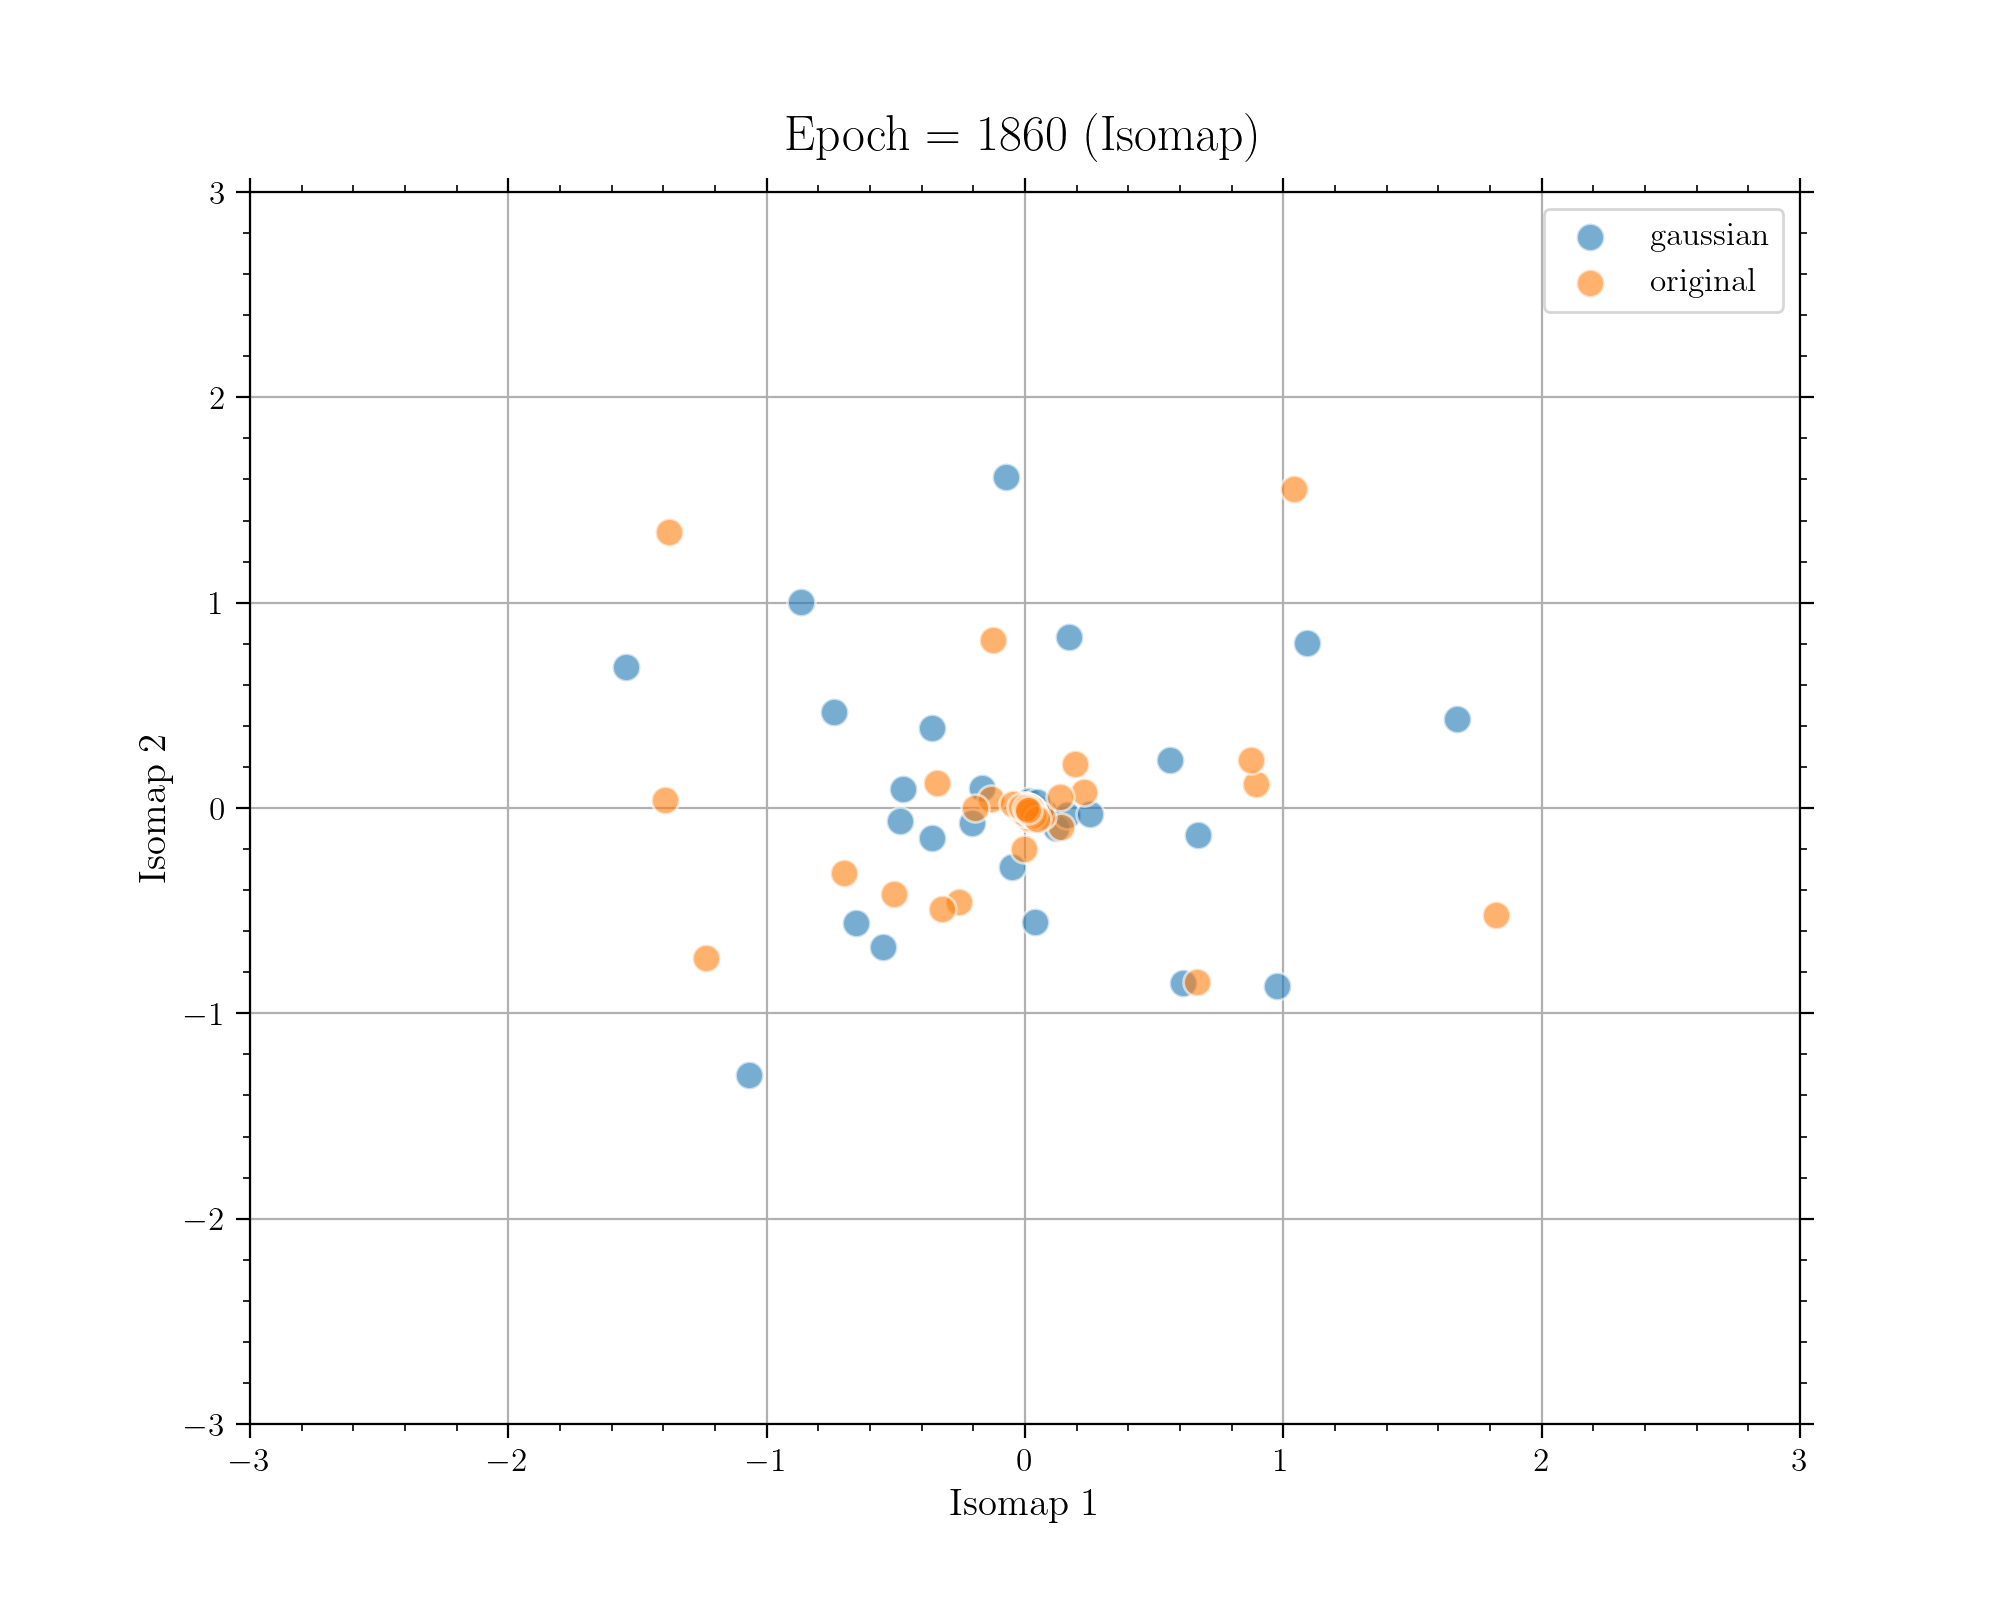 Epoch = 1860 (Isomap)
gaussian
original
3
2
1
0
−1
−2
−3
Isomap 2
−3
−2
−1
0
1
2
3
Isomap 1